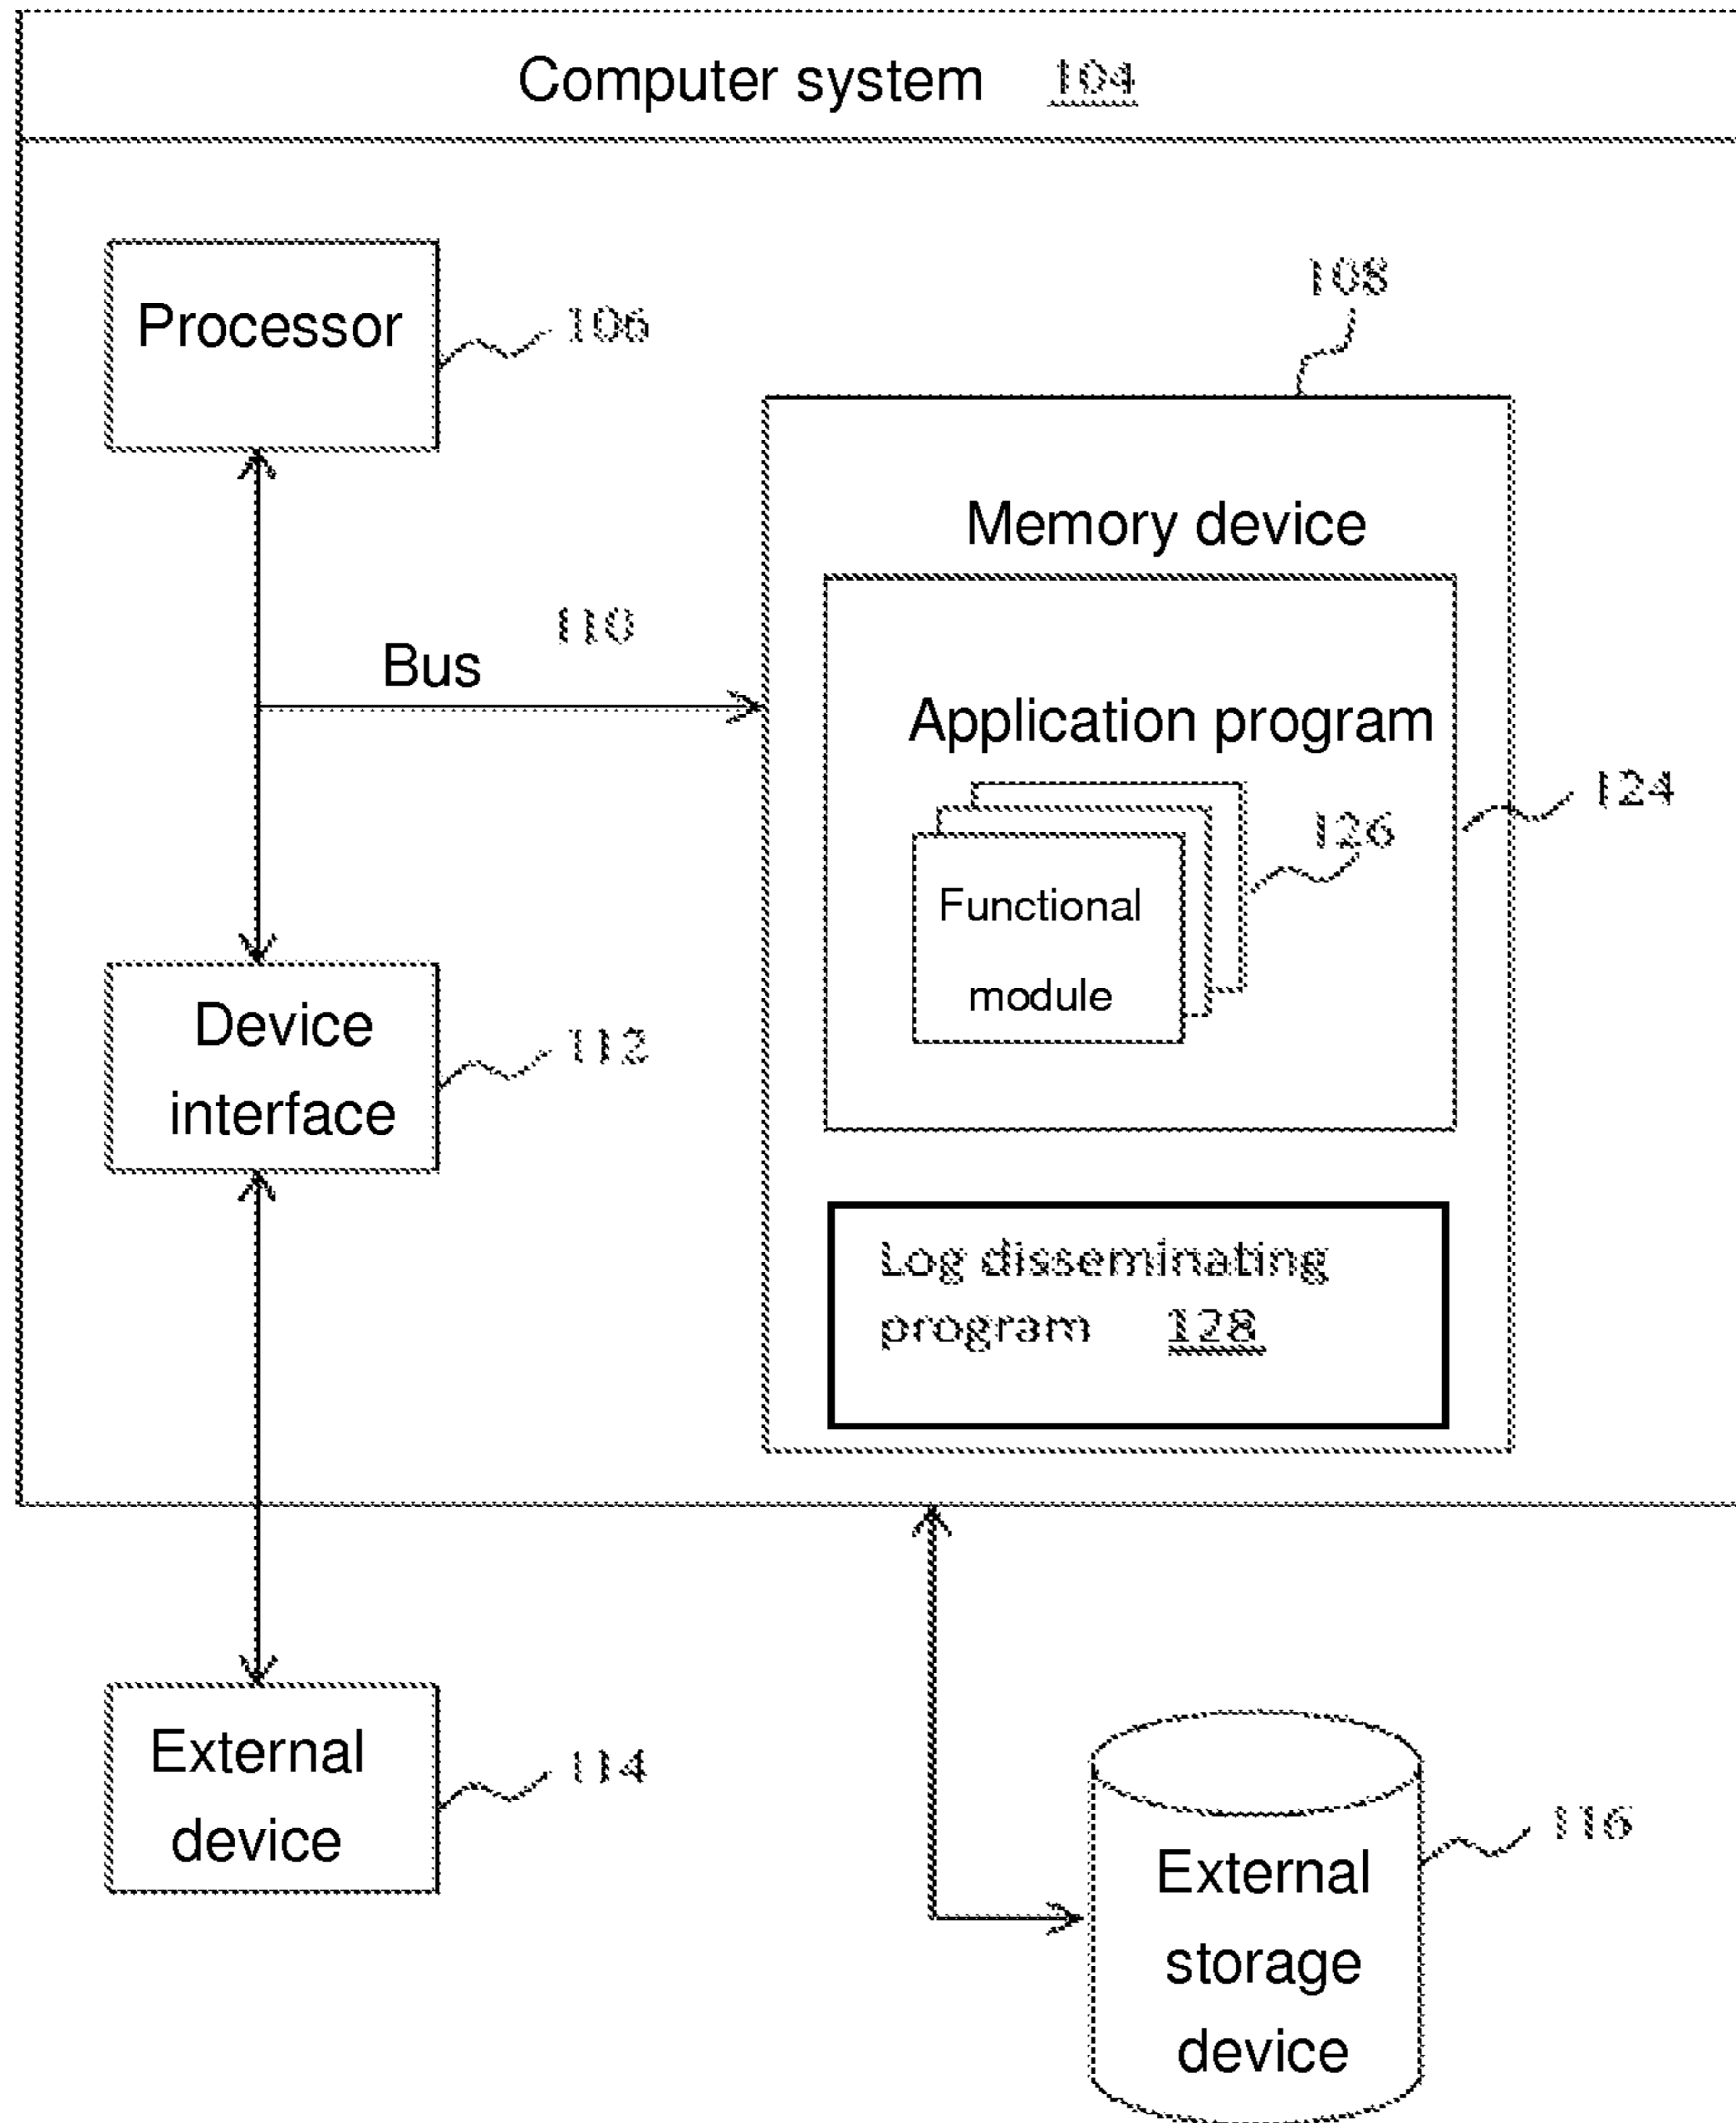 Computer system 104
Processor
106
108
Memory device
110
Bus
Application program
124
126
Functional
module
Device
interface
112
Log disseminating
program 128
External
device
114
116
External
storage
device